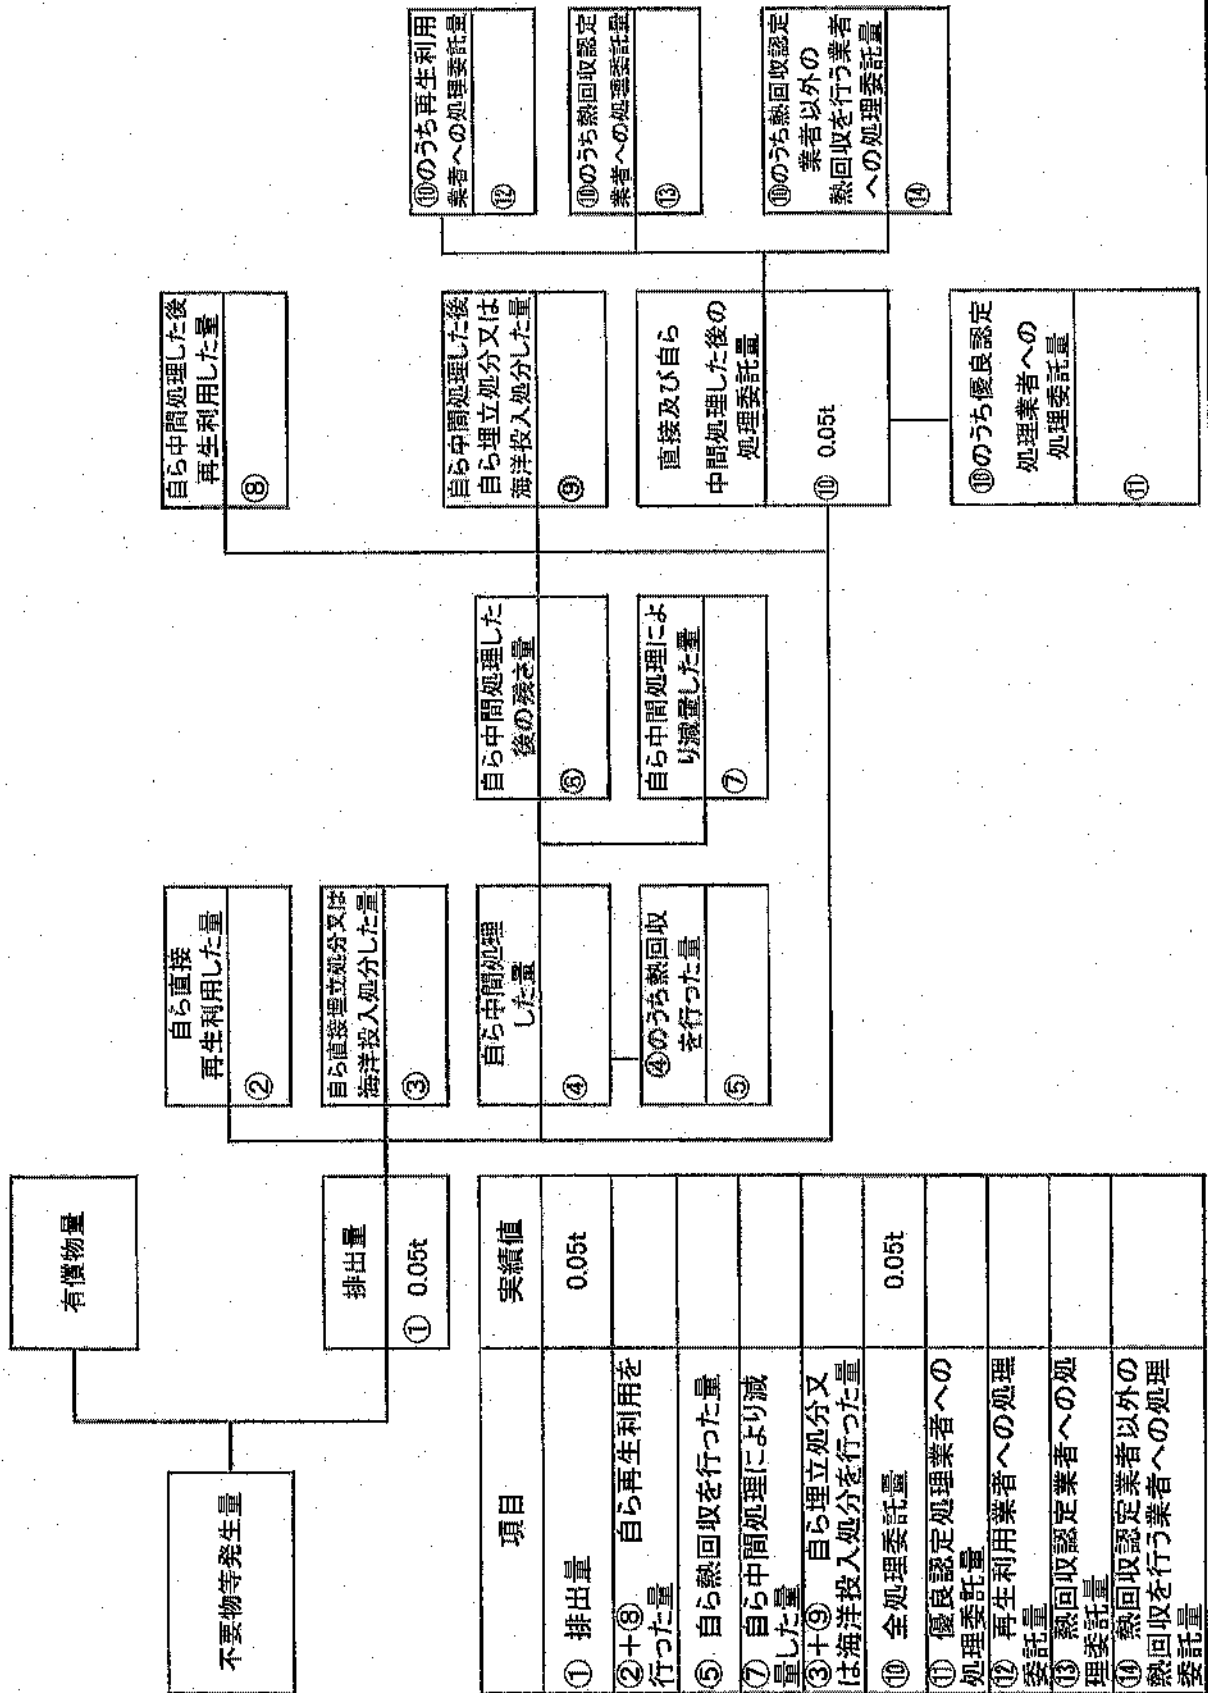 不要物等発生量
有償物量
排出量
① 0.05t
自ら直接
再生利用した量
②
自ら直接埋立処分又は
海洋投入処分した量
③
自ら中間処理
した量
④
④のうち熱回収
を行った量
⑤
自ら中間処理した
後の残さ量
⑥
自ら中間処理によ
り減量した量
⑦
自ら中間処理した後
再生利用した量
⑧
自ら中間処理した後
自ら埋立処分又は
海洋投入処分した量
⑨
直接及び自ら
中間処理した後の
処理委託量
⑩ 0.05t
⑩のうち優良認定
処理業者への
処理委託量
⑪
⑩のうち再生利用
業者への処理委託量
⑫
⑩のうち熱回収認定
業者への処理委託量
⑬
⑩のうち熱回収認定
業者以外の
熱回収を行う業者
への処理委託量
⑭
項目 実績値
① 排出量 0.05t
②+⑧ 自ら再生利用を
行った量
⑤ 自ら熱回収を行った量
⑦ 自ら中間処理により減
量した量
③+⑨ 自ら埋立処分又
は海洋投入処分を行った量
⑩ 全処理委託量 0.05t
⑪ 優良認定処理業者への
処理委託量
⑫ 再生利用業者への処理
委託量
⑬ 熱回収認定業者への処
理委託量
⑭ 熱回収認定業者以外の
熱回収を行う業者への処理
委託量